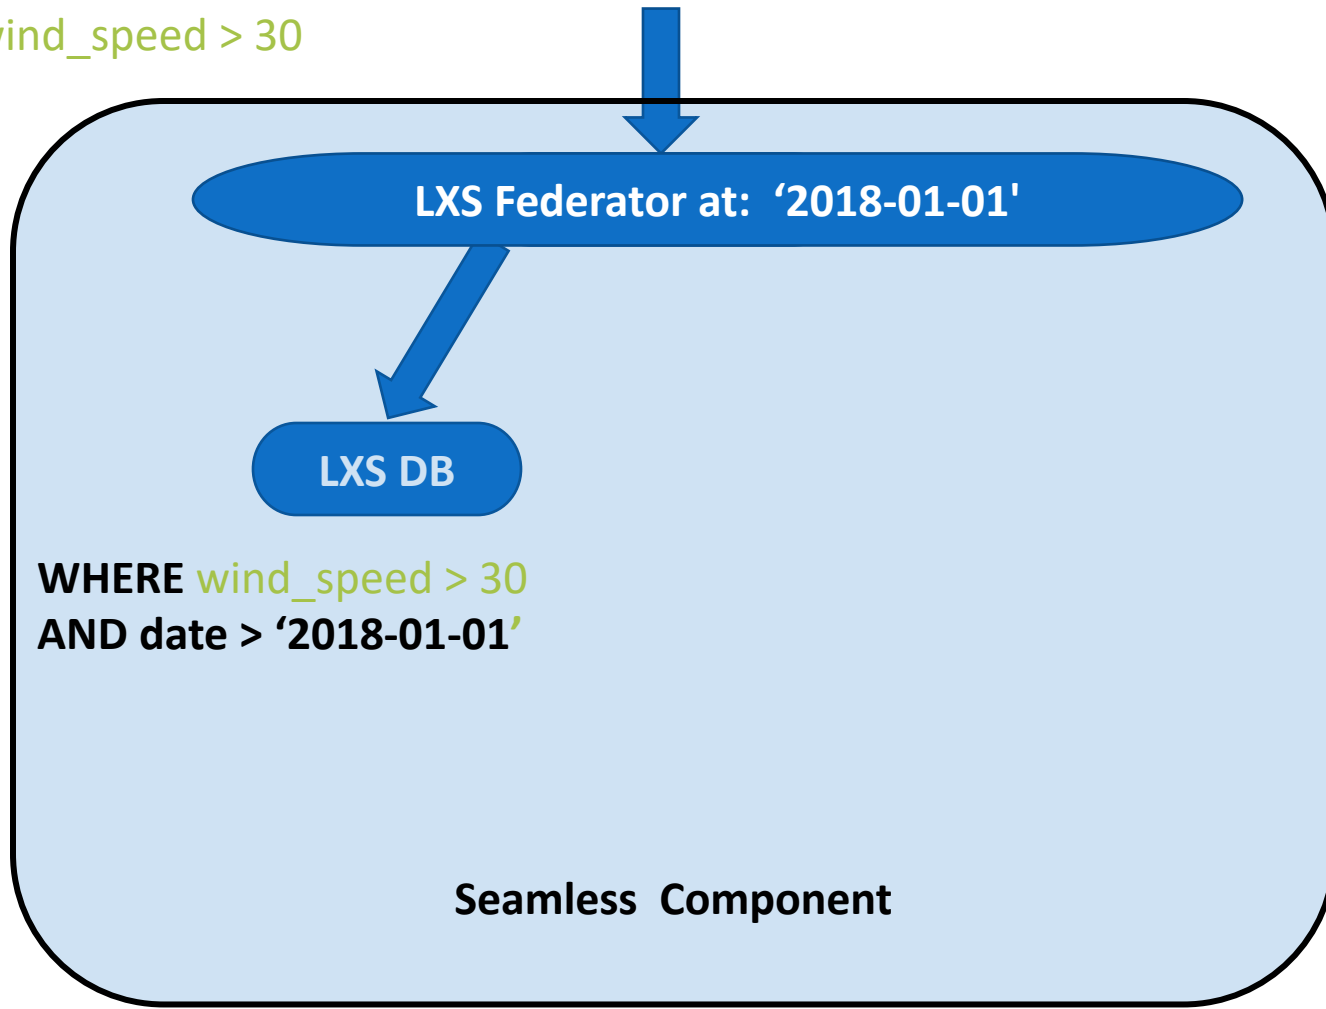 wind_speed > 30
LXS Federator at: ‘2018-01-01'
LXS DB
WHERE wind_speed > 30
AND date > ‘2018-01-01’
Seamless Component